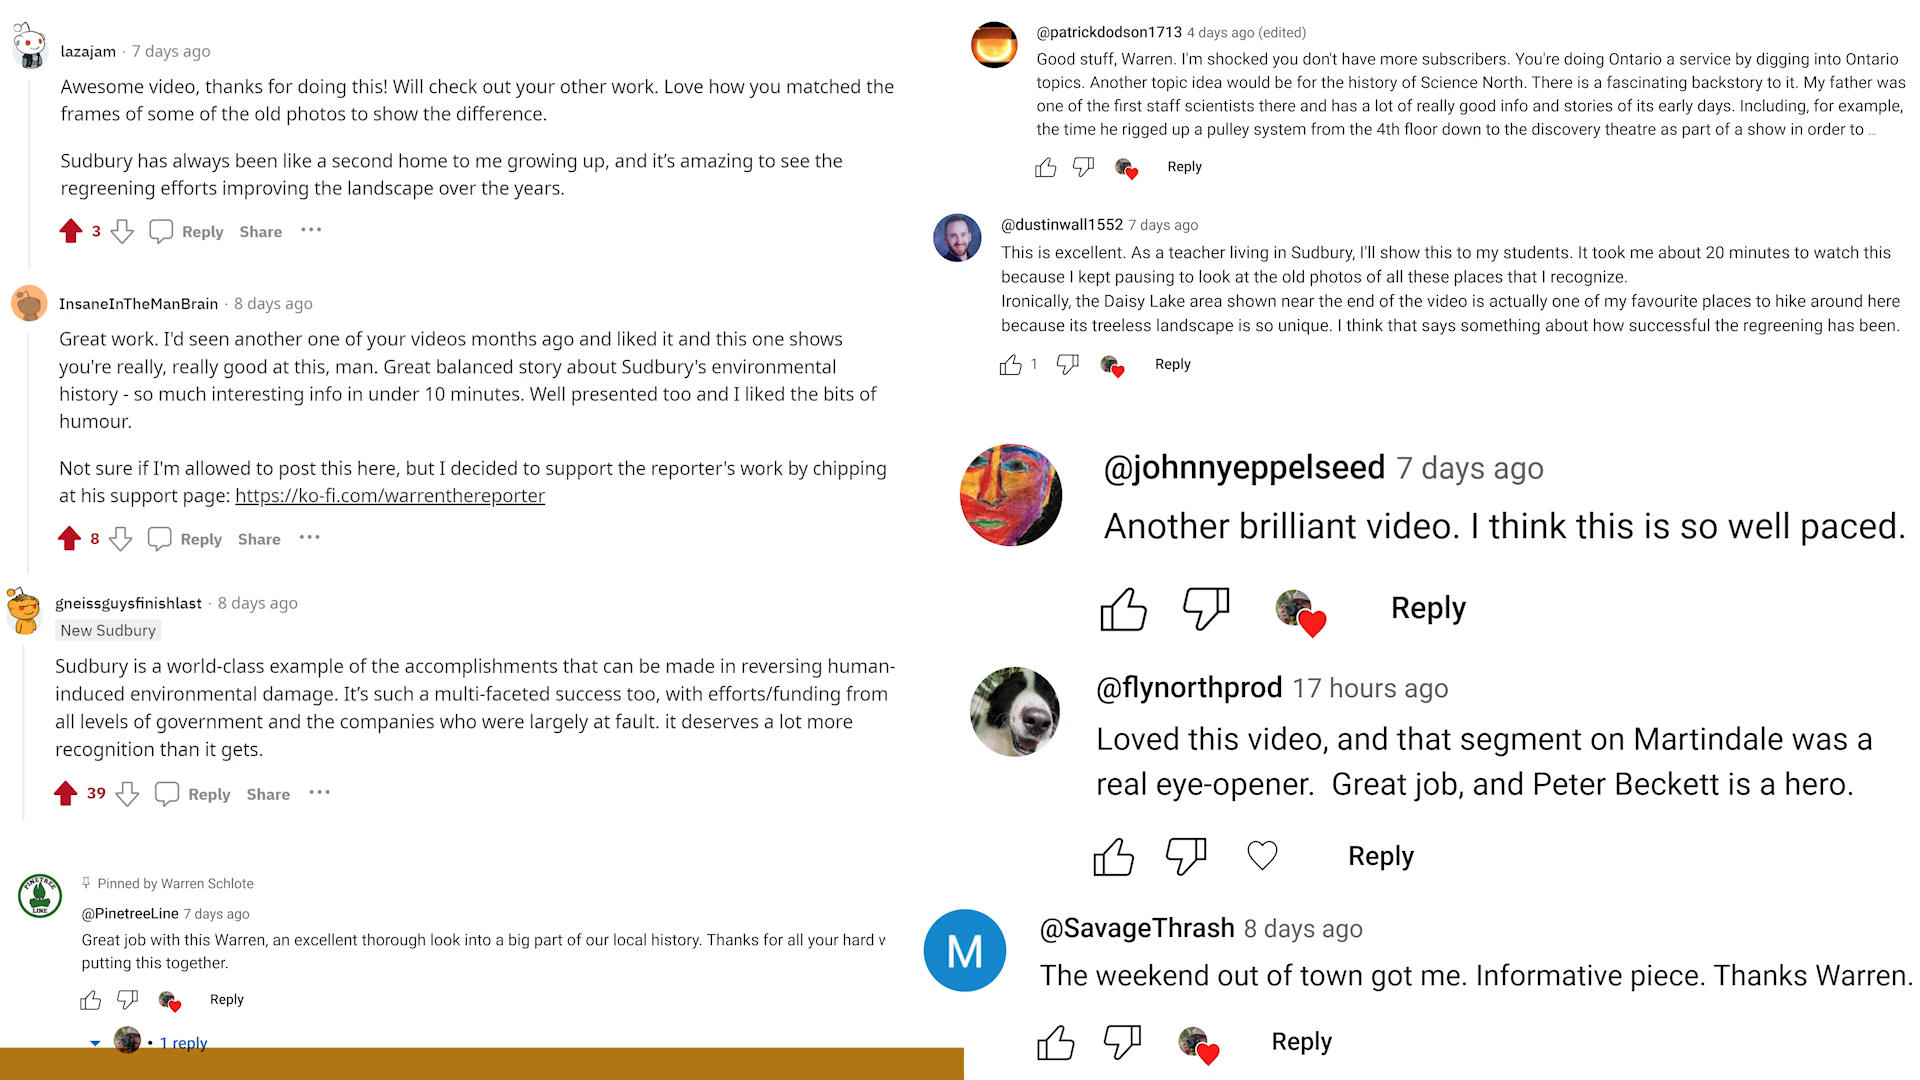 lazajam · 7 days ago
Awesome video, thanks for doing this! Will check out your other work. Love how you matched the
frames of some of the old photos to show the difference.
Sudbury has always been like a second home to me growing up, and it’s amazing to see the
regreening efforts improving the landscape over the years.
3 Reply Share ···
InsaneInTheManBrain · 8 days ago
Great work. I'd seen another one of your videos months ago and liked it and this one shows
you're really, really good at this, man. Great balanced story about Sudbury's environmental
history - so much interesting info in under 10 minutes. Well presented too and I liked the bits of
humour.
Not sure if I'm allowed to post this here, but I decided to support the reporter's work by chipping
at his support page: https://ko-fi.com/warrenthereporter
8 Reply Share ···
gneissguysfinishlast · 8 days ago
New Sudbury
Sudbury is a world-class example of the accomplishments that can be made in reversing human-
induced environmental damage. It’s such a multi-faceted success too, with efforts/funding from
all levels of government and the companies who were largely at fault. it deserves a lot more
recognition than it gets.
39 Reply Share ···
PINETREE
LINE
Pinned by Warren Schlote
@PinetreeLine 7 days ago
Great job with this Warren, an excellent thorough look into a big part of our local history. Thanks for all your hard
putting this together.
Reply
• 1 reply
@patrickdodson1713 4 days ago (edited)
Good stuff, Warren. I'm shocked you don't have more subscribers. You're doing Ontario a service by digging into Ontario
topics. Another topic idea would be for the history of Science North. There is a fascinating backstory to it. My father was
one of the first staff scientists there and has a lot of really good info and stories of its early days. Including, for example,
the time he rigged up a pulley system from the 4th floor down to the discovery theatre as part of a show in order to ...
Reply
@dustinwall1552 7 days ago
This is excellent. As a teacher living in Sudbury, I'll show this to my students. It took me about 20 minutes to watch this
because I kept pausing to look at the old photos of all these places that I recognize.
Ironically, the Daisy Lake area shown near the end of the video is actually one of my favourite places to hike around here
because its treeless landscape is so unique. I think that says something about how successful the regreening has been.
1 Reply
@johnnyeppelseed 7 days ago
Another brilliant video. I think this is so well paced.
Reply
@flynorthprod 17 hours ago
Loved this video, and that segment on Martindale was a
real eye-opener. Great job, and Peter Beckett is a hero.
Reply
M
@SavageThrash 8 days ago
The weekend out of town got me. Informative piece. Thanks Warren.
Reply